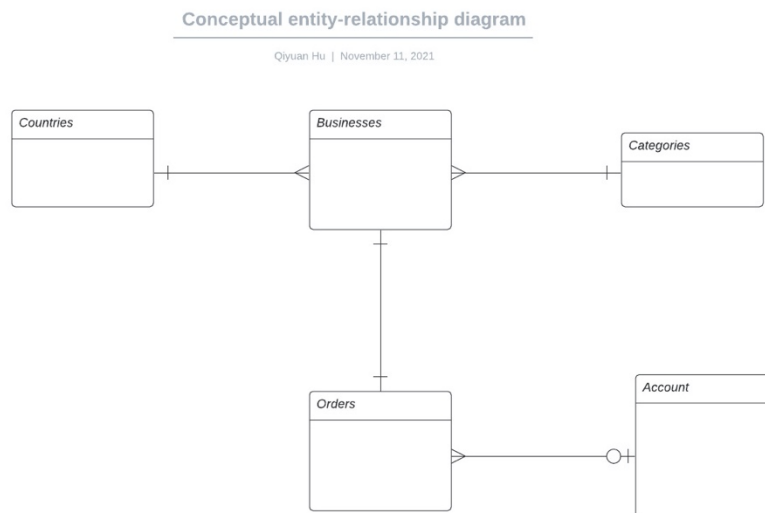 Conceptual entity-relationship diagram
Qiyuan Hu | November 11, 2021
Countries
Businesses
Categories
Orders
Account